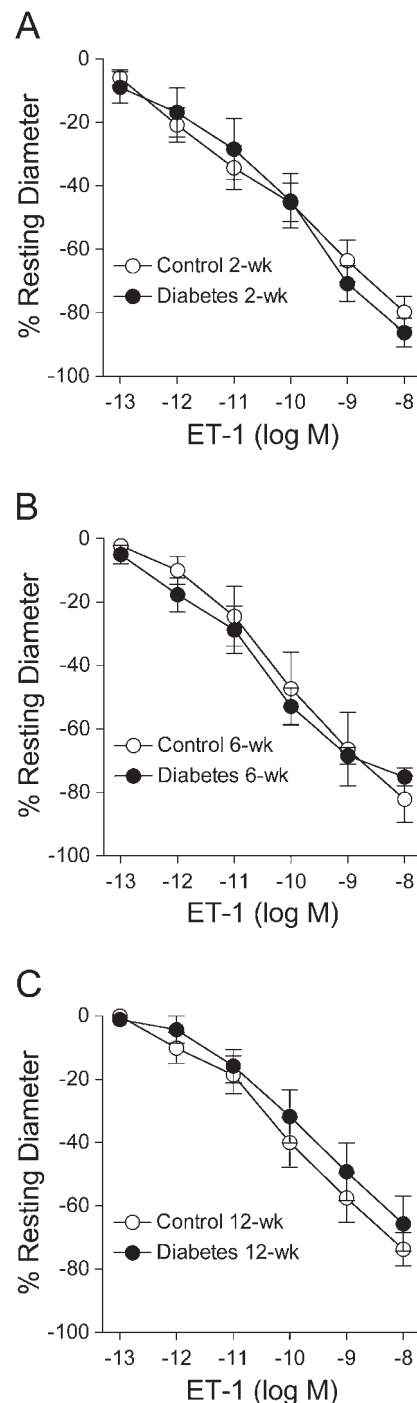 A
0
-20
-40
-60
-80
-100
% Resting Diameter
Control 2-wk
Diabetes 2-wk
-13 -12 -11 -10 -9 -8
ET-1 (log M)
B
0
-20
-40
-60
-80
-100
% Resting Diameter
Control 6-wk
Diabetes 6-wk
-13 -12 -11 -10 -9 -8
ET-1 (log M)
C
0
-20
-40
-60
-80
-100
% Resting Diameter
Control 12-wk
Diabetes 12-wk
-13 -12 -11 -10 -9 -8
ET-1 (log M)